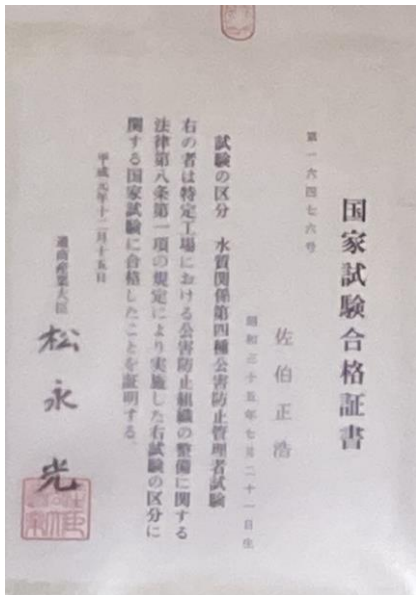 国家試験合格証書
第一六四七六号
佐伯正浩
昭和三十五年七月二十一日生
試験の区分 水質関係第四種公害防止管理者試験
右の者は特定工場における公害防止組織の整備に関する
法律第八条第一項の規定により実施した右試験の区分に
関する国家試験に合格したことを証明する。
平成元年十二月十五日
通商産業大臣
松永光